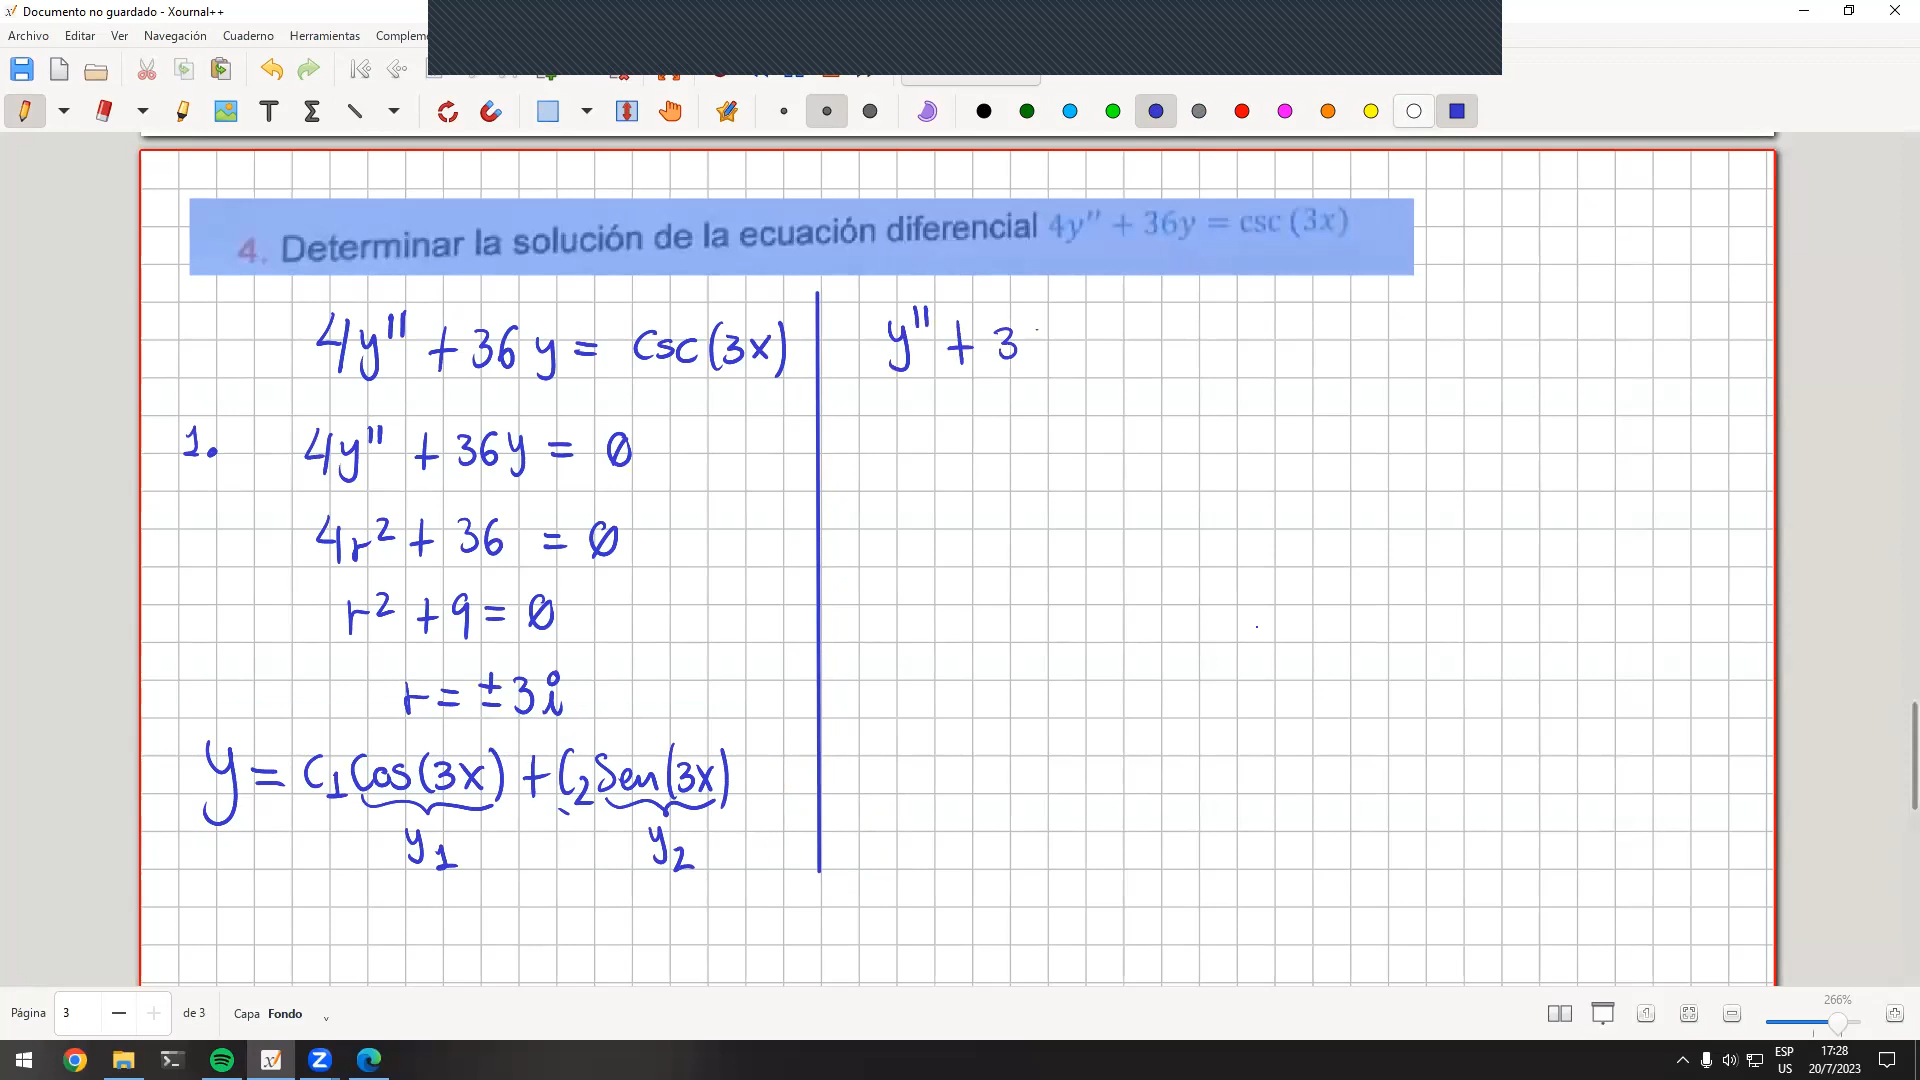 Documento no guardado - Xournal++
Archivo Editar Ver Navegación Cuaderno Herramientas Complem
4. Determinar la solución de la ecuación diferencial 4y'' + 36y = csc (3x)
4y'' + 36y = Csc(3x)
1. 4y'' + 36y = 0
4r² + 36 = 0
r² + 9 = 0
r = ±3i
y = C₁Cos(3x) + C₂Sen(3x)
y₁ y₂
y'' + 3
Página 3 de 3 Capa Fondo
266%
ESP
US
17:28
20/7/2023